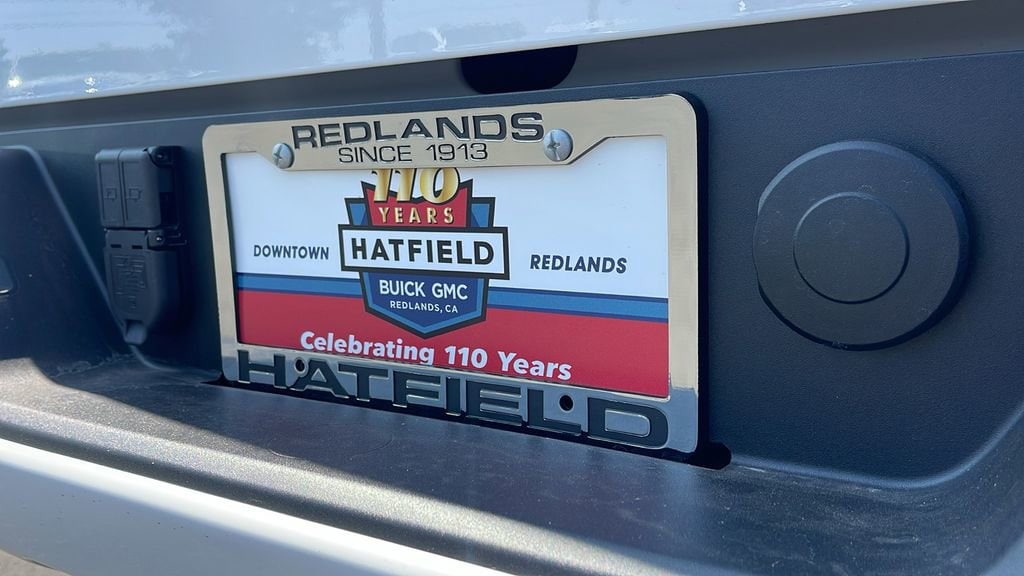 REDLANDS
SINCE 1913
110
YEARS
DOWNTOWN HATFIELD REDLANDS
BUICK GMC
REDLANDS, CA
Celebrating 110 Years
HATFIELD